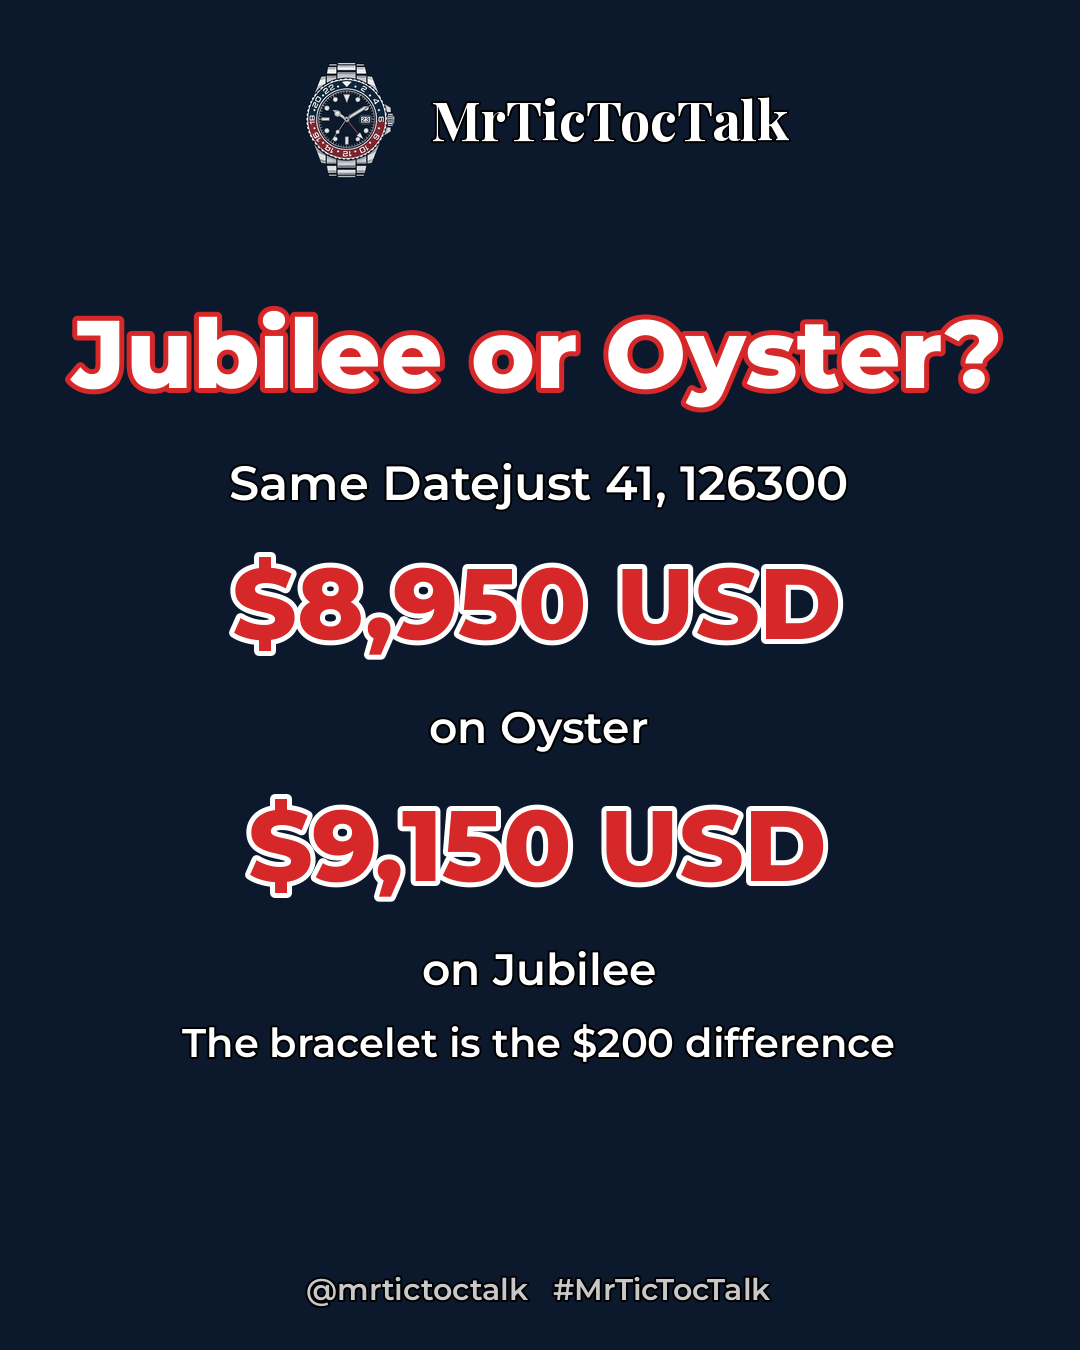 MrTicTocTalk
Jubilee or Oyster?
Same Datejust 41, 126300
$8,950 USD
on Oyster
$9,150 USD
on Jubilee
The bracelet is the $200 difference
@mrtictoctalk #MrTicTocTalk